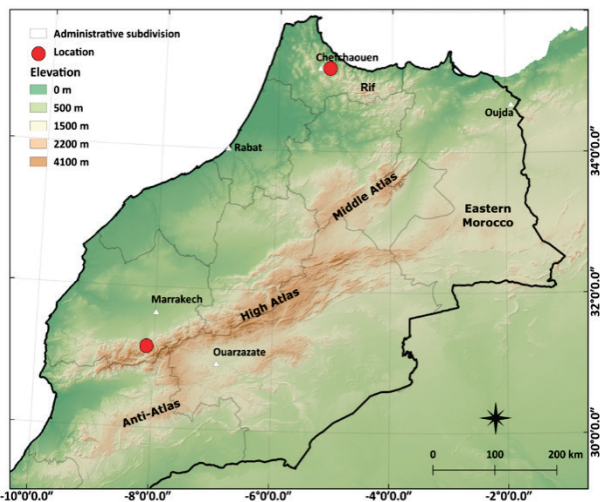 Administrative subdivision
Location
Elevation
0 m
500 m
1500 m
2200 m
4100 m
Chefchaouen
Rif
Oujda
Rabat
34°0'0.0"
Middle Atlas
Eastern
Morocco
32°0'0.0"
Marrakech
High Atlas
Ouarzazate
Anti-Atlas
30°0'0.0"
0 100 200 km
-10°0'0.0" -8°0'0.0" -6°0'0.0" -4°0'0.0" -2°0'0.0"